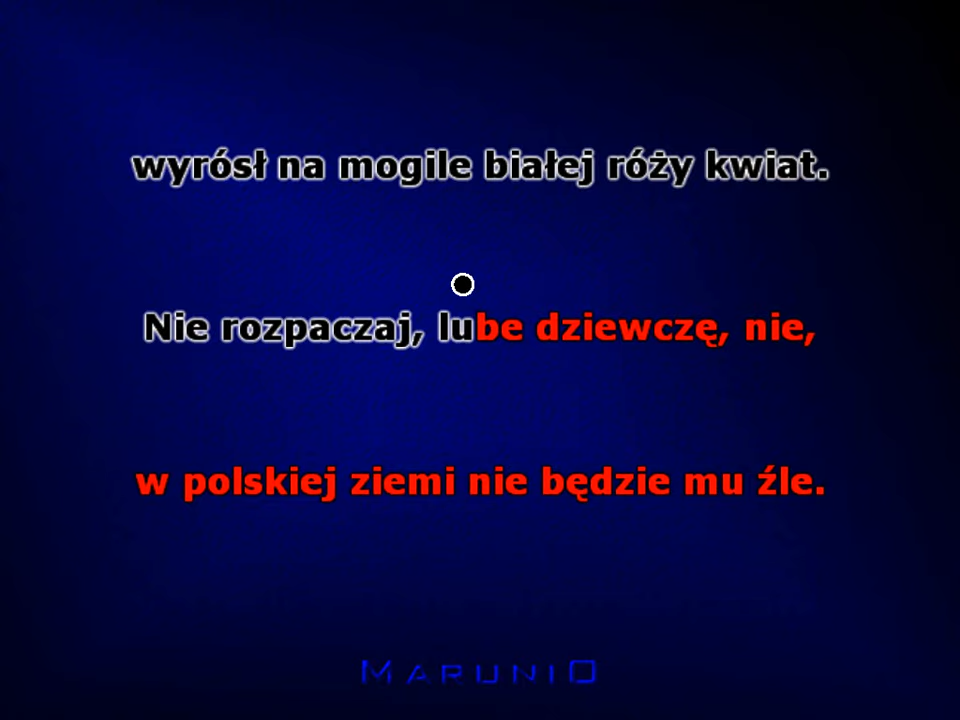 wyrósł na mogile białej róży kwiat.
Nie rozpaczaj, lube dziewczę, nie,
w polskiej ziemi nie będzie mu źle.
MARUNIO